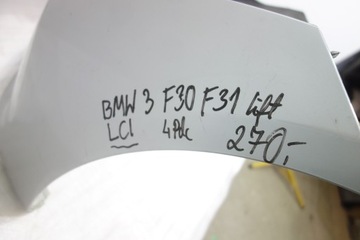 BMW 3 F30 F31 lift
LCI 4Pdc 270,-